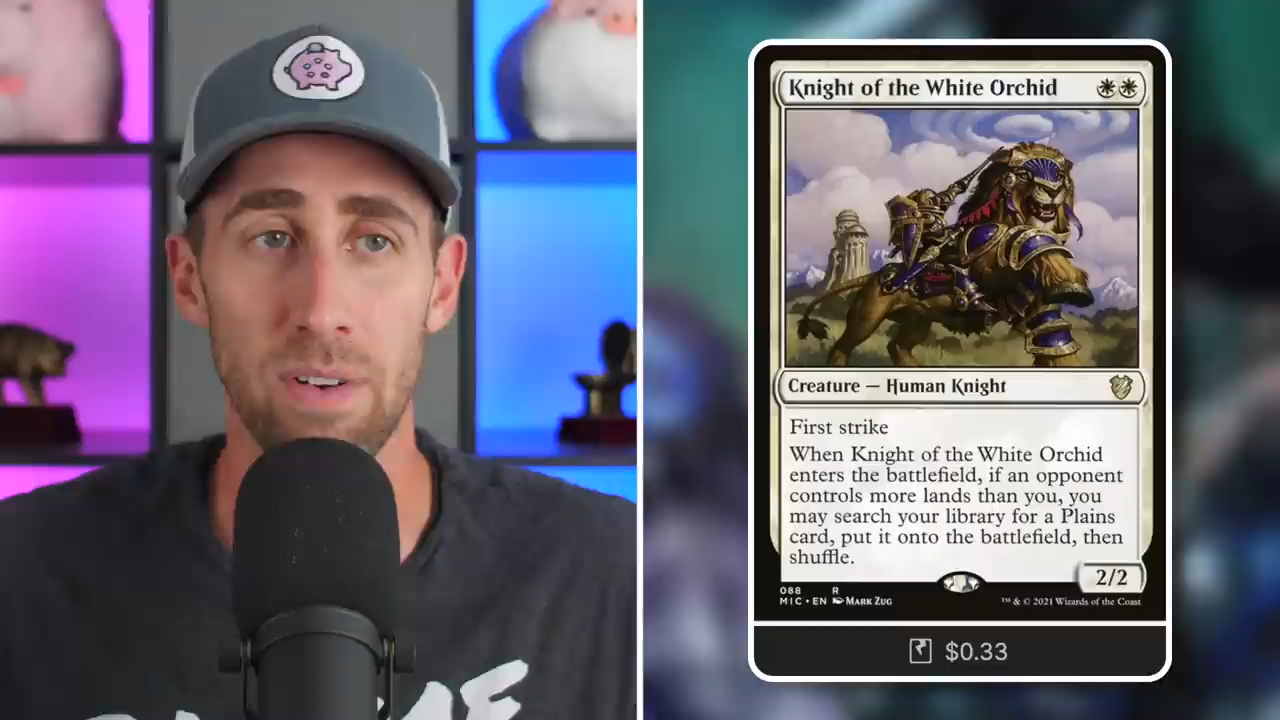 Knight of the White Orchid
Creature — Human Knight
First strike
When Knight of the White Orchid
enters the battlefield, if an opponent
controls more lands than you, you
may search your library for a Plains
card, put it onto the battlefield, then
shuffle.
2/2
088 R
MIC • EN Mark Zug
™ & © 2021 Wizards of the Coast
$0.33